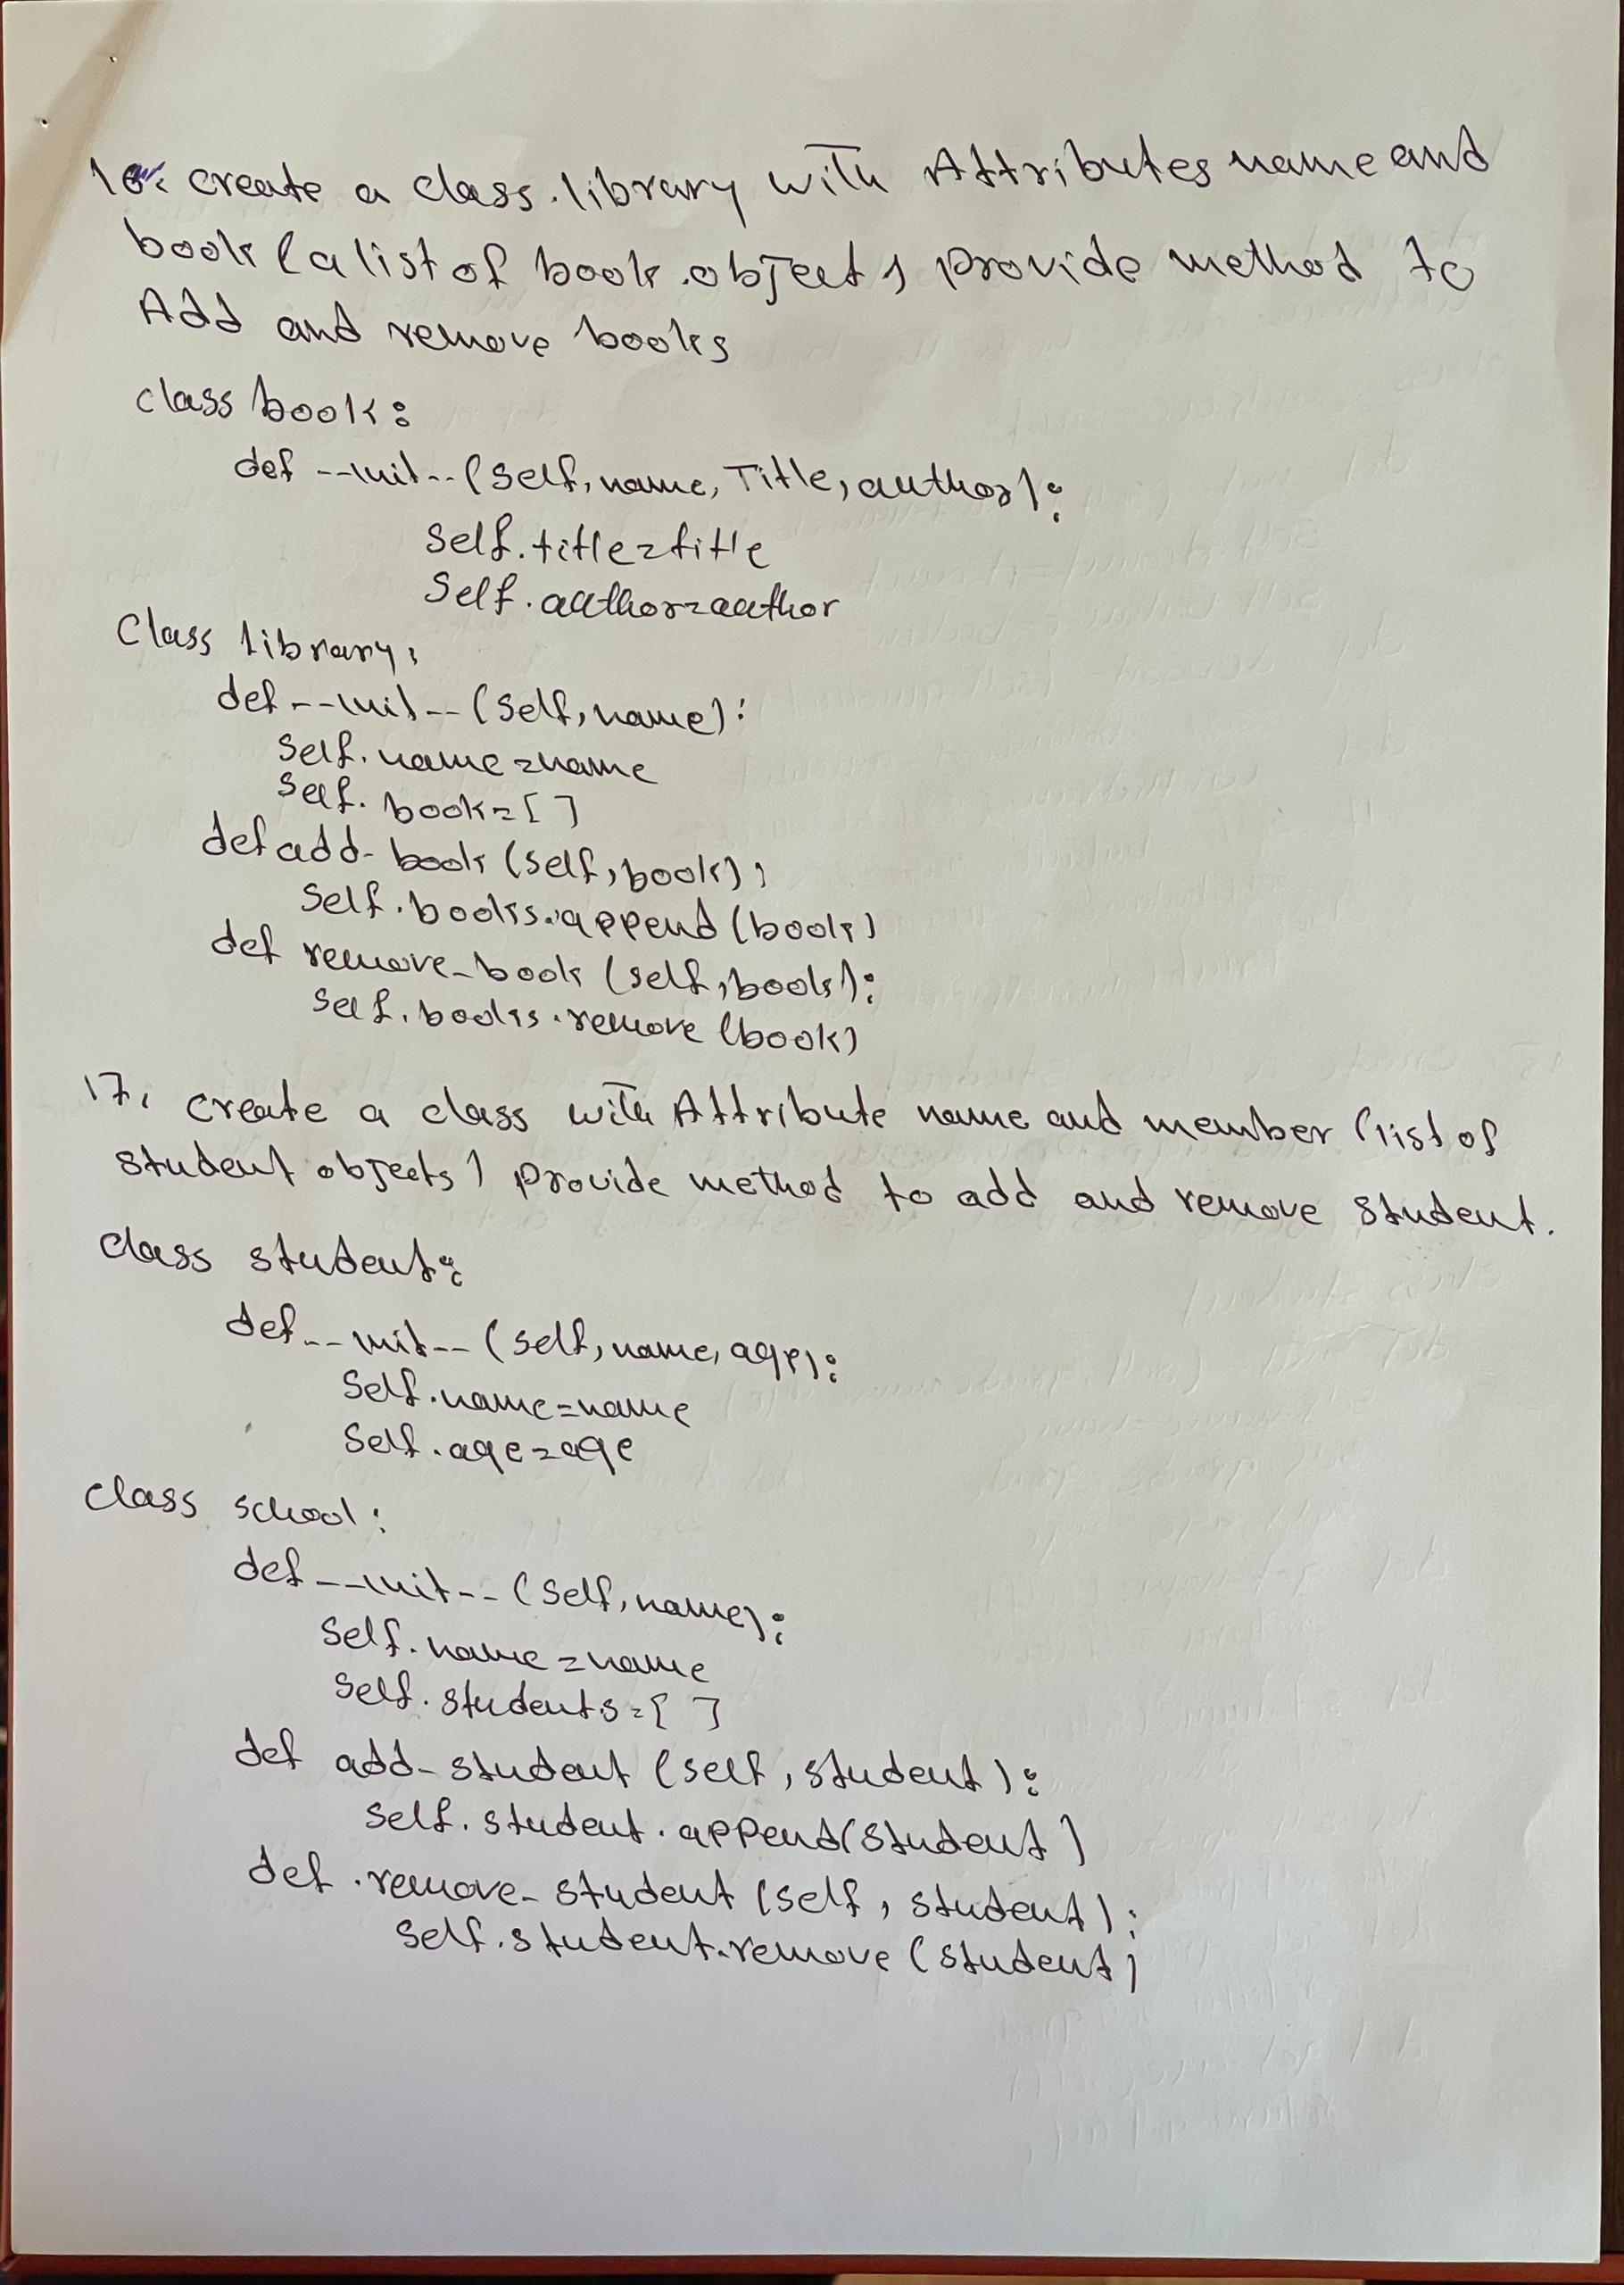 16. create a class.library with Attributes name and
book (a list of book.object) provide method to
Add and remove books
class book:
def --init--(self, name, Title, author):
self.title=title
self.author=author
Class library:
def --init-- (self, name):
self.name=name
self.book=[ ]
def add-book (self, book);
self.books.append (book)
def remove-book (self, book):
self.books.remove (book)
17. create a class with Attribute name and member (list of
student objects) provide method to add and remove student.
class student:
def --init-- (self, name, age):
self.name=name
self.age=age
class school:
def --init-- (self, name):
self.name=name
self.students=[ ]
def add-student (self, student):
self.student.append(student)
def .remove-student (self, student):
self.student.remove (student)